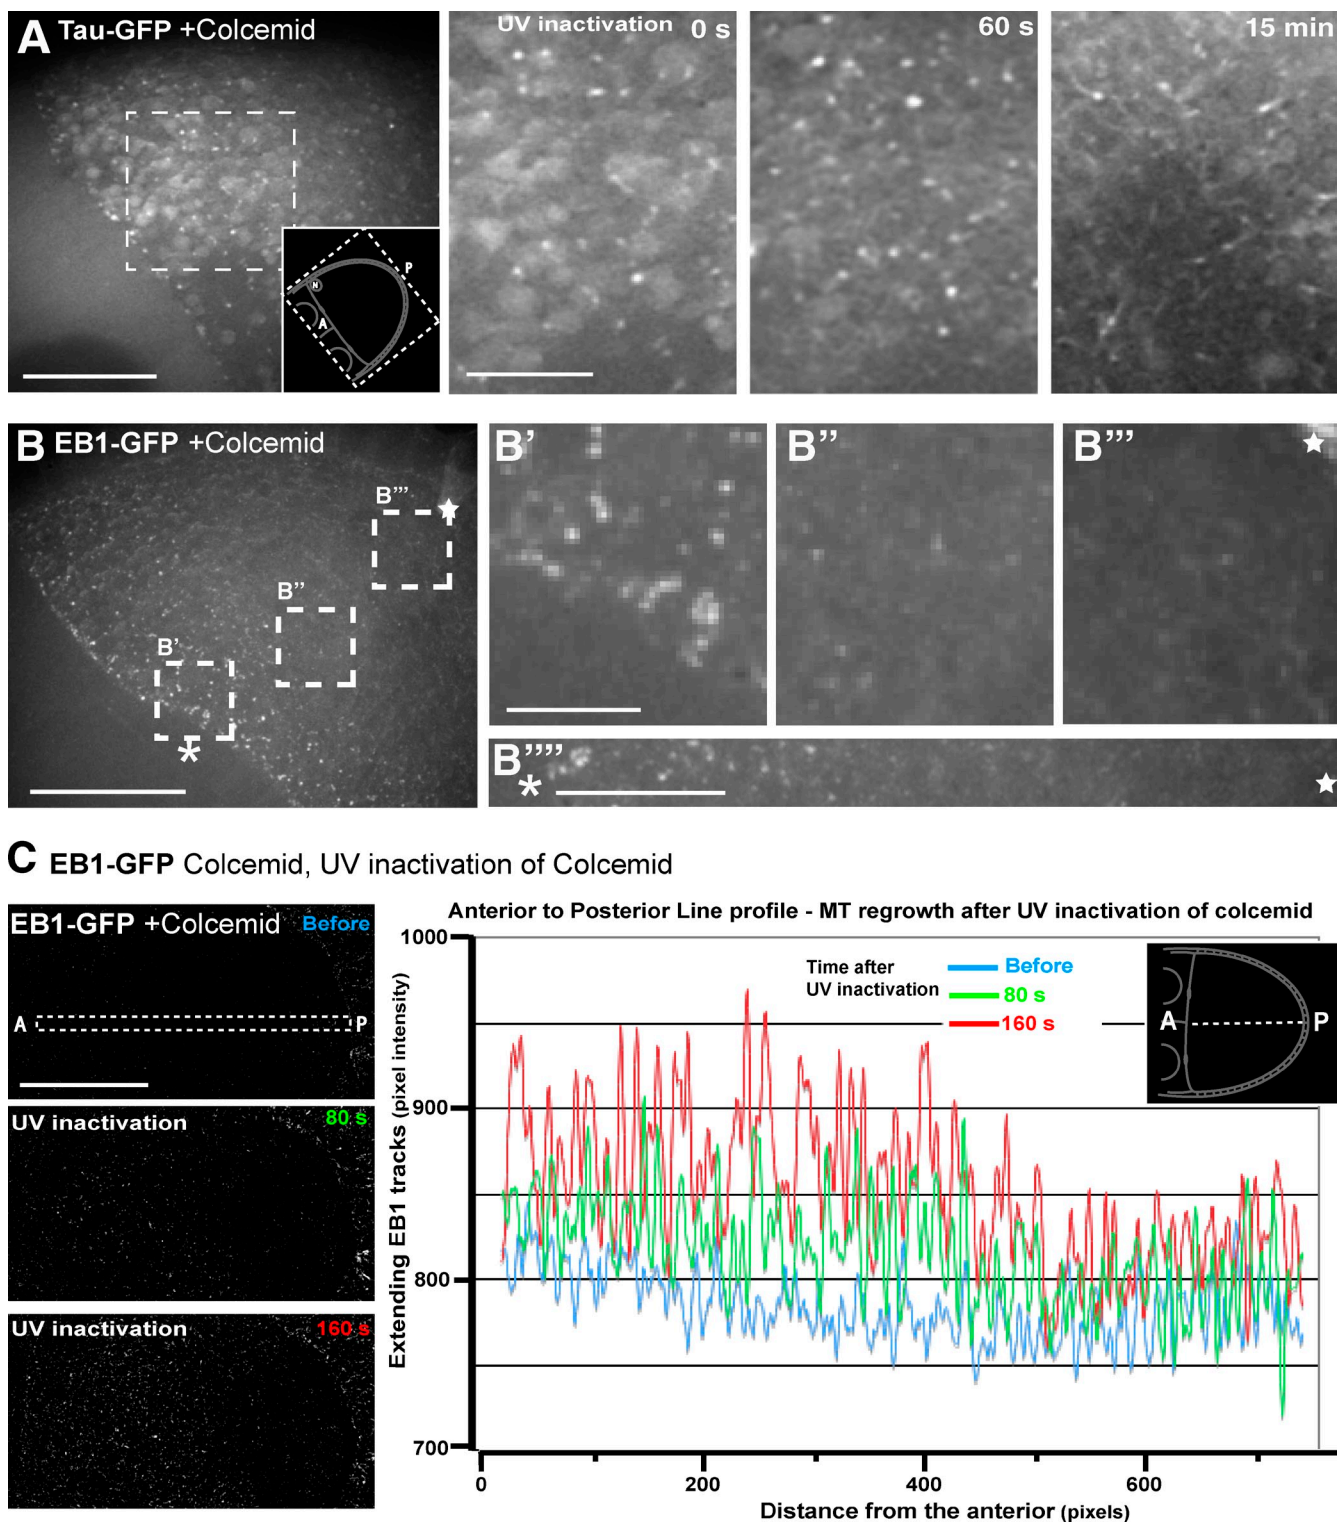 A Tau-GFP +Colcemid
UV inactivation 0 s
60 s
15 min
N
A
P
B EB1-GFP +Colcemid
B'
B''
B'''
B'
B''
B'''
B''''
*
*
C EB1-GFP Colcemid, UV inactivation of Colcemid
EB1-GFP +Colcemid Before
A P
UV inactivation 80 s
UV inactivation 160 s
Anterior to Posterior Line profile - MT regrowth after UV inactivation of colcemid
Extending EB1 tracks (pixel intensity)
1000
900
800
700
Time after
UV inactivation
Before
80 s
160 s
A P
0 200 400 600
Distance from the anterior (pixels)